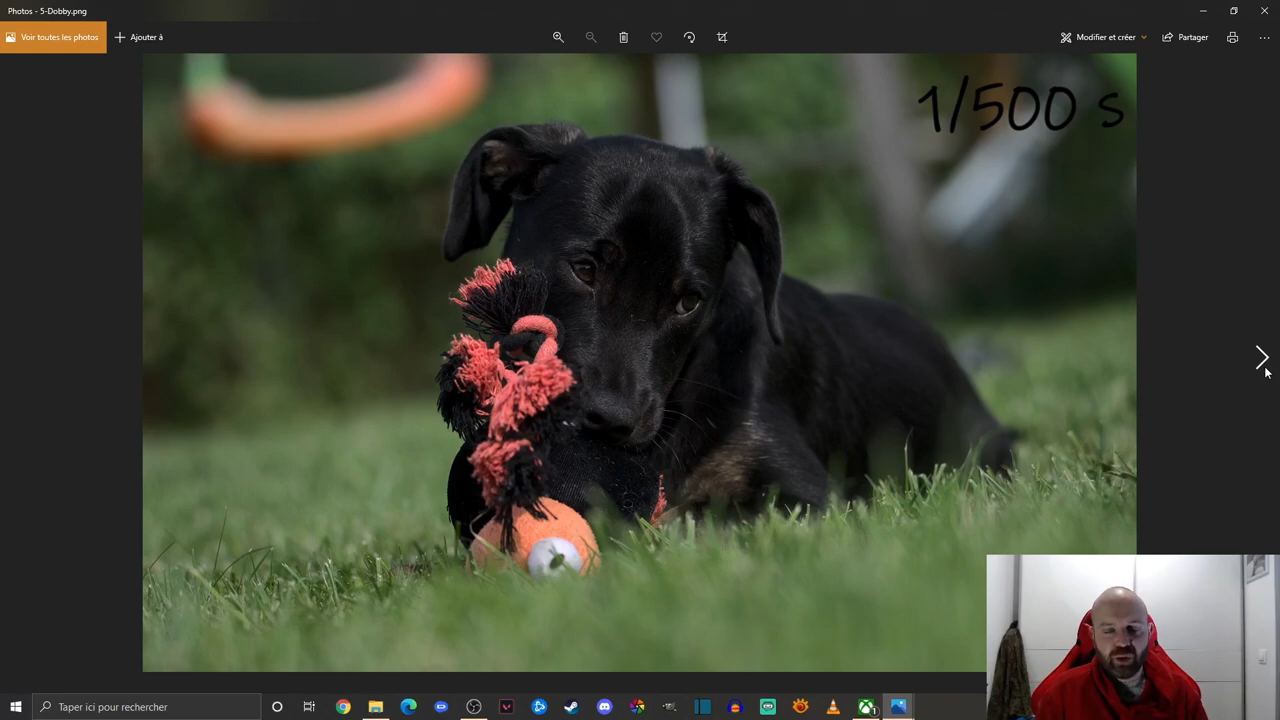 Photos - 5-Dobby.png
Voir toutes les photos
Ajouter à
Modifier et créer
Partager
1/500 s
Taper ici pour rechercher
1